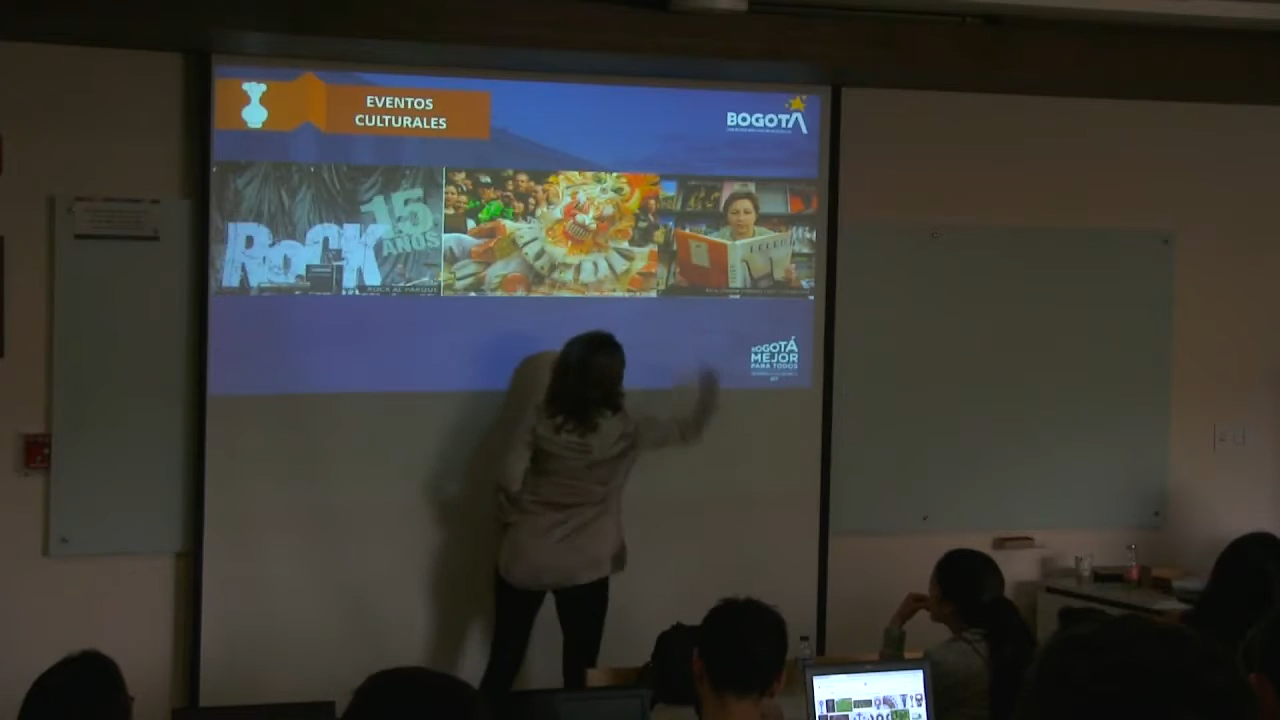 EVENTOS
CULTURALES
BOGOTA
ROCK
15
AÑOS
ROCK AL PARQUE
BOGOTÁ
MEJOR
PARA TODOS